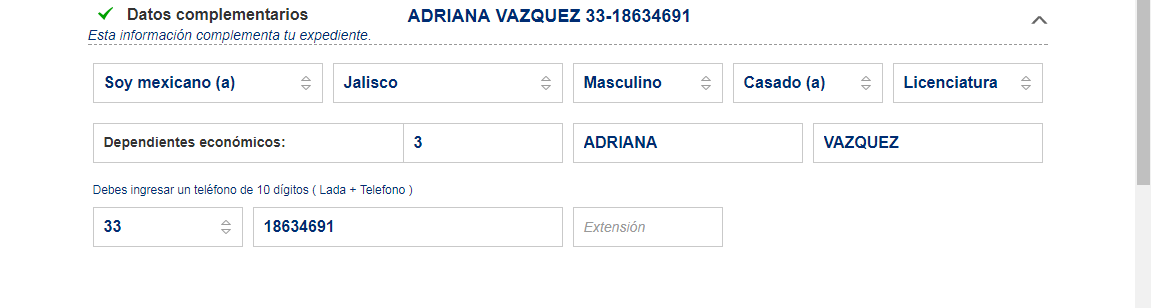 Datos complementarios ADRIANA VAZQUEZ 33-18634691
Esta información complementa tu expediente.
Soy mexicano (a) Jalisco Masculino Casado (a) Licenciatura
Dependientes económicos: 3 ADRIANA VAZQUEZ
Debes ingresar un teléfono de 10 dígitos ( Lada + Telefono )
33 18634691 Extensión